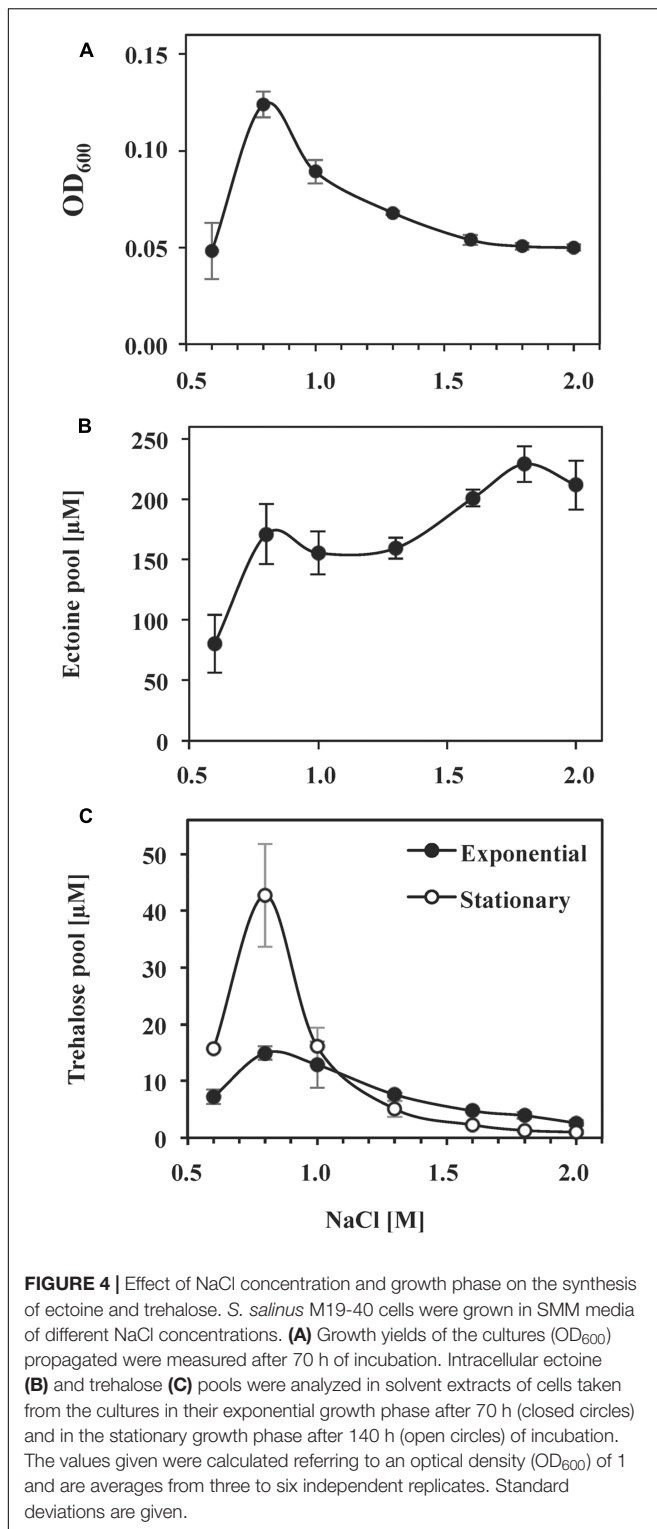 A
0.15
0.10
0.05
0.00
OD600
0.5 1.0 1.5 2.0
B
250
200
150
100
50
0
Ectoine pool [µM]
0.5 1.0 1.5 2.0
C
50
40
30
20
10
0
Trehalose pool [µM]
Exponential
Stationary
0.5 1.0 1.5 2.0
NaCl [M]
FIGURE 4 | Effect of NaCl concentration and growth phase on the synthesis
of ectoine and trehalose. S. salinus M19-40 cells were grown in SMM media
of different NaCl concentrations. (A) Growth yields of the cultures (OD600)
propagated were measured after 70 h of incubation. Intracellular ectoine
(B) and trehalose (C) pools were analyzed in solvent extracts of cells taken
from the cultures in their exponential growth phase after 70 h (closed circles)
and in the stationary growth phase after 140 h (open circles) of incubation.
The values given were calculated referring to an optical density (OD600) of 1
and are averages from three to six independent replicates. Standard
deviations are given.